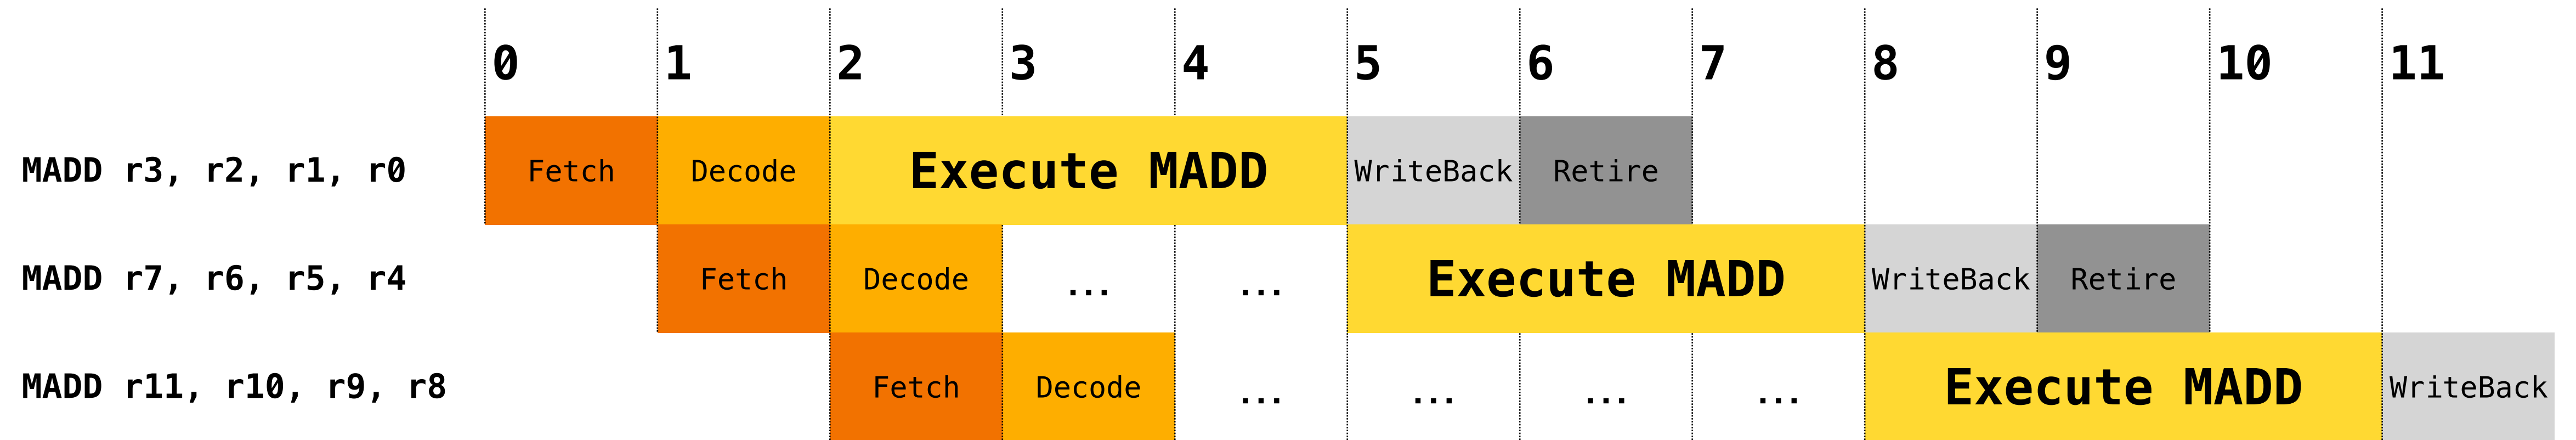 0 1 2 3 4 5 6 7 8 9 10 11
MADD r3, r2, r1, r0 Fetch Decode Execute MADD WriteBack Retire
MADD r7, r6, r5, r4 Fetch Decode ... ... Execute MADD WriteBack Retire
MADD r11, r10, r9, r8 Fetch Decode ... ... ... ... Execute MADD WriteBack